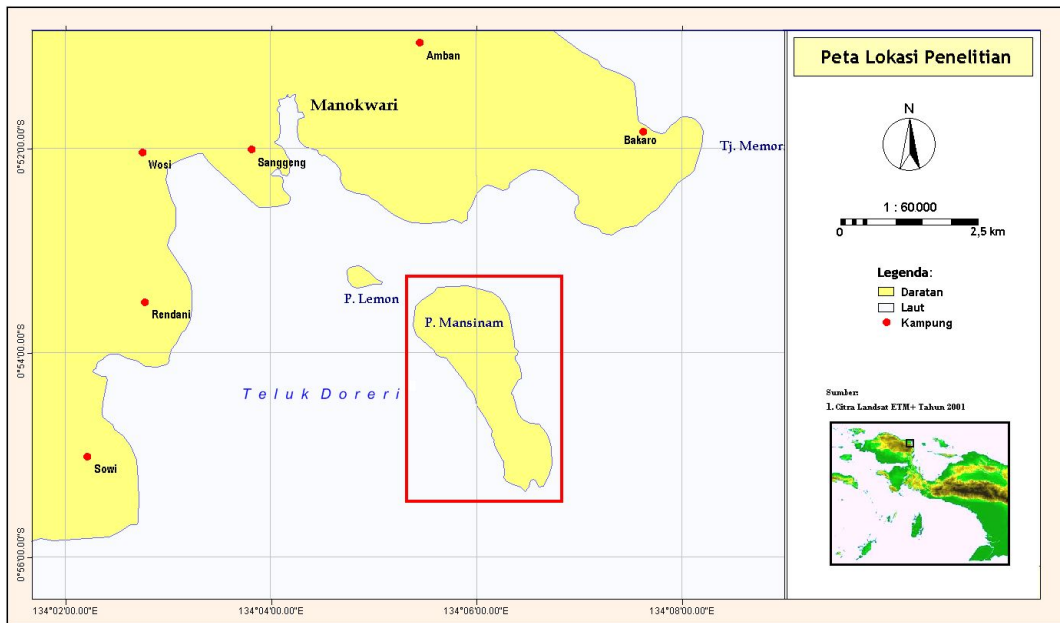 Peta Lokasi Penelitian
N
1 : 60000
0
2,5 km
Legenda:
Daratan
Laut
Kampung
Sumber:
1. Citra Landsat ETM+ Tahun 2001
Amban
Manokwari
Bakaro
Tj. Memor
Wosi
Sanggeng
P. Lemon
P. Mansinam
Rendani
Teluk Doreri
Sowi
0°52'00.00"S
0°54'00.00"S
0°56'00.00"S
134°02'00.00"E
134°04'00.00"E
134°06'00.00"E
134°08'00.00"E